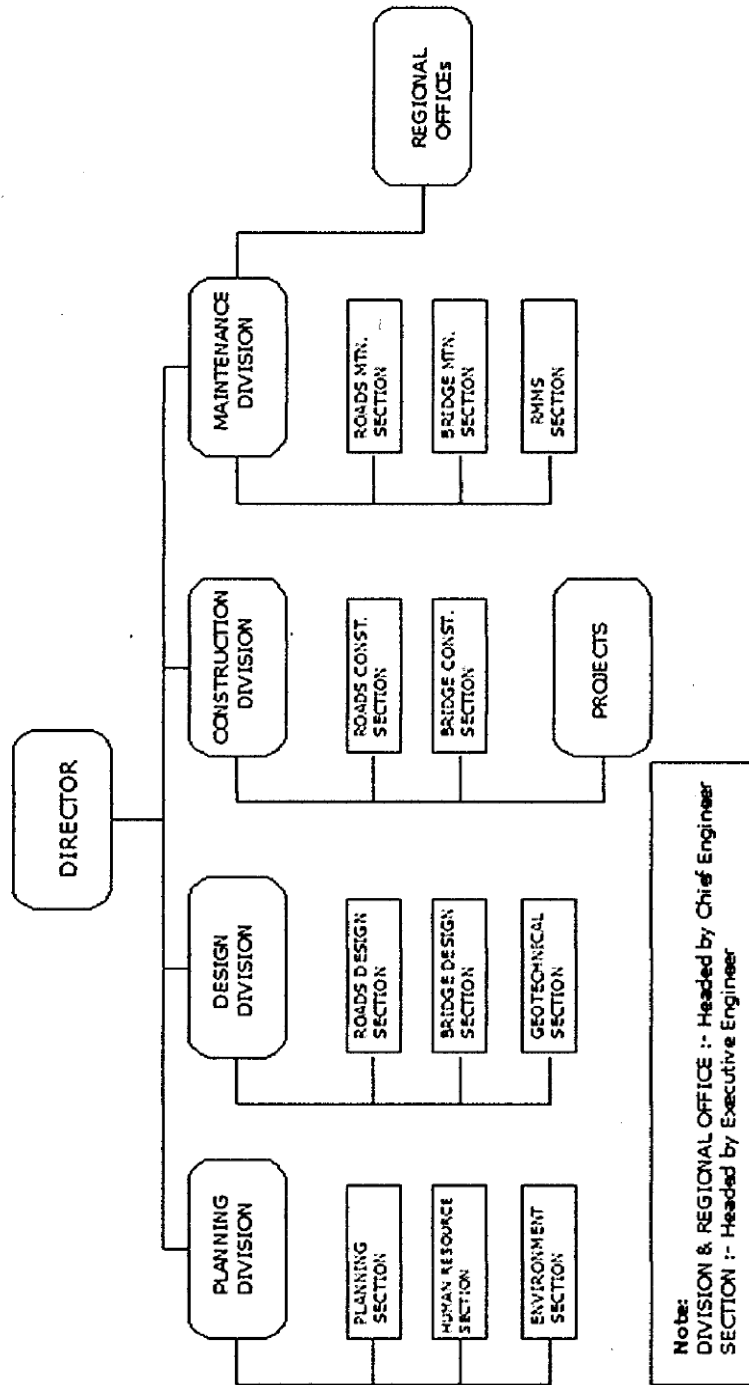 DIRECTOR
PLANNING
DIVISION
DESIGN
DIVISION
CONSTRUCTION
DIVISION
MAINTENANCE
DIVISION
REGIONAL
OFFICEs
PLANNING
SECTION
HUMAN RESOURCE
SECTION
ENVIRONMENT
SECTION
ROADS DESIGN
SECTION
BRIDGE DESIGN
SECTION
GEOTECHNICAL
SECTION
ROADS CONST.
SECTION
BRIDGE CONST.
SECTION
PROJECTS
ROADS MTN.
SECTION
BRIDGE MTN.
SECTION
RMMS
SECTION
Note:
DIVISION & REGIONAL OFFICE :- Headed by Chief Engineer
SECTION :- Headed by Executive Engineer